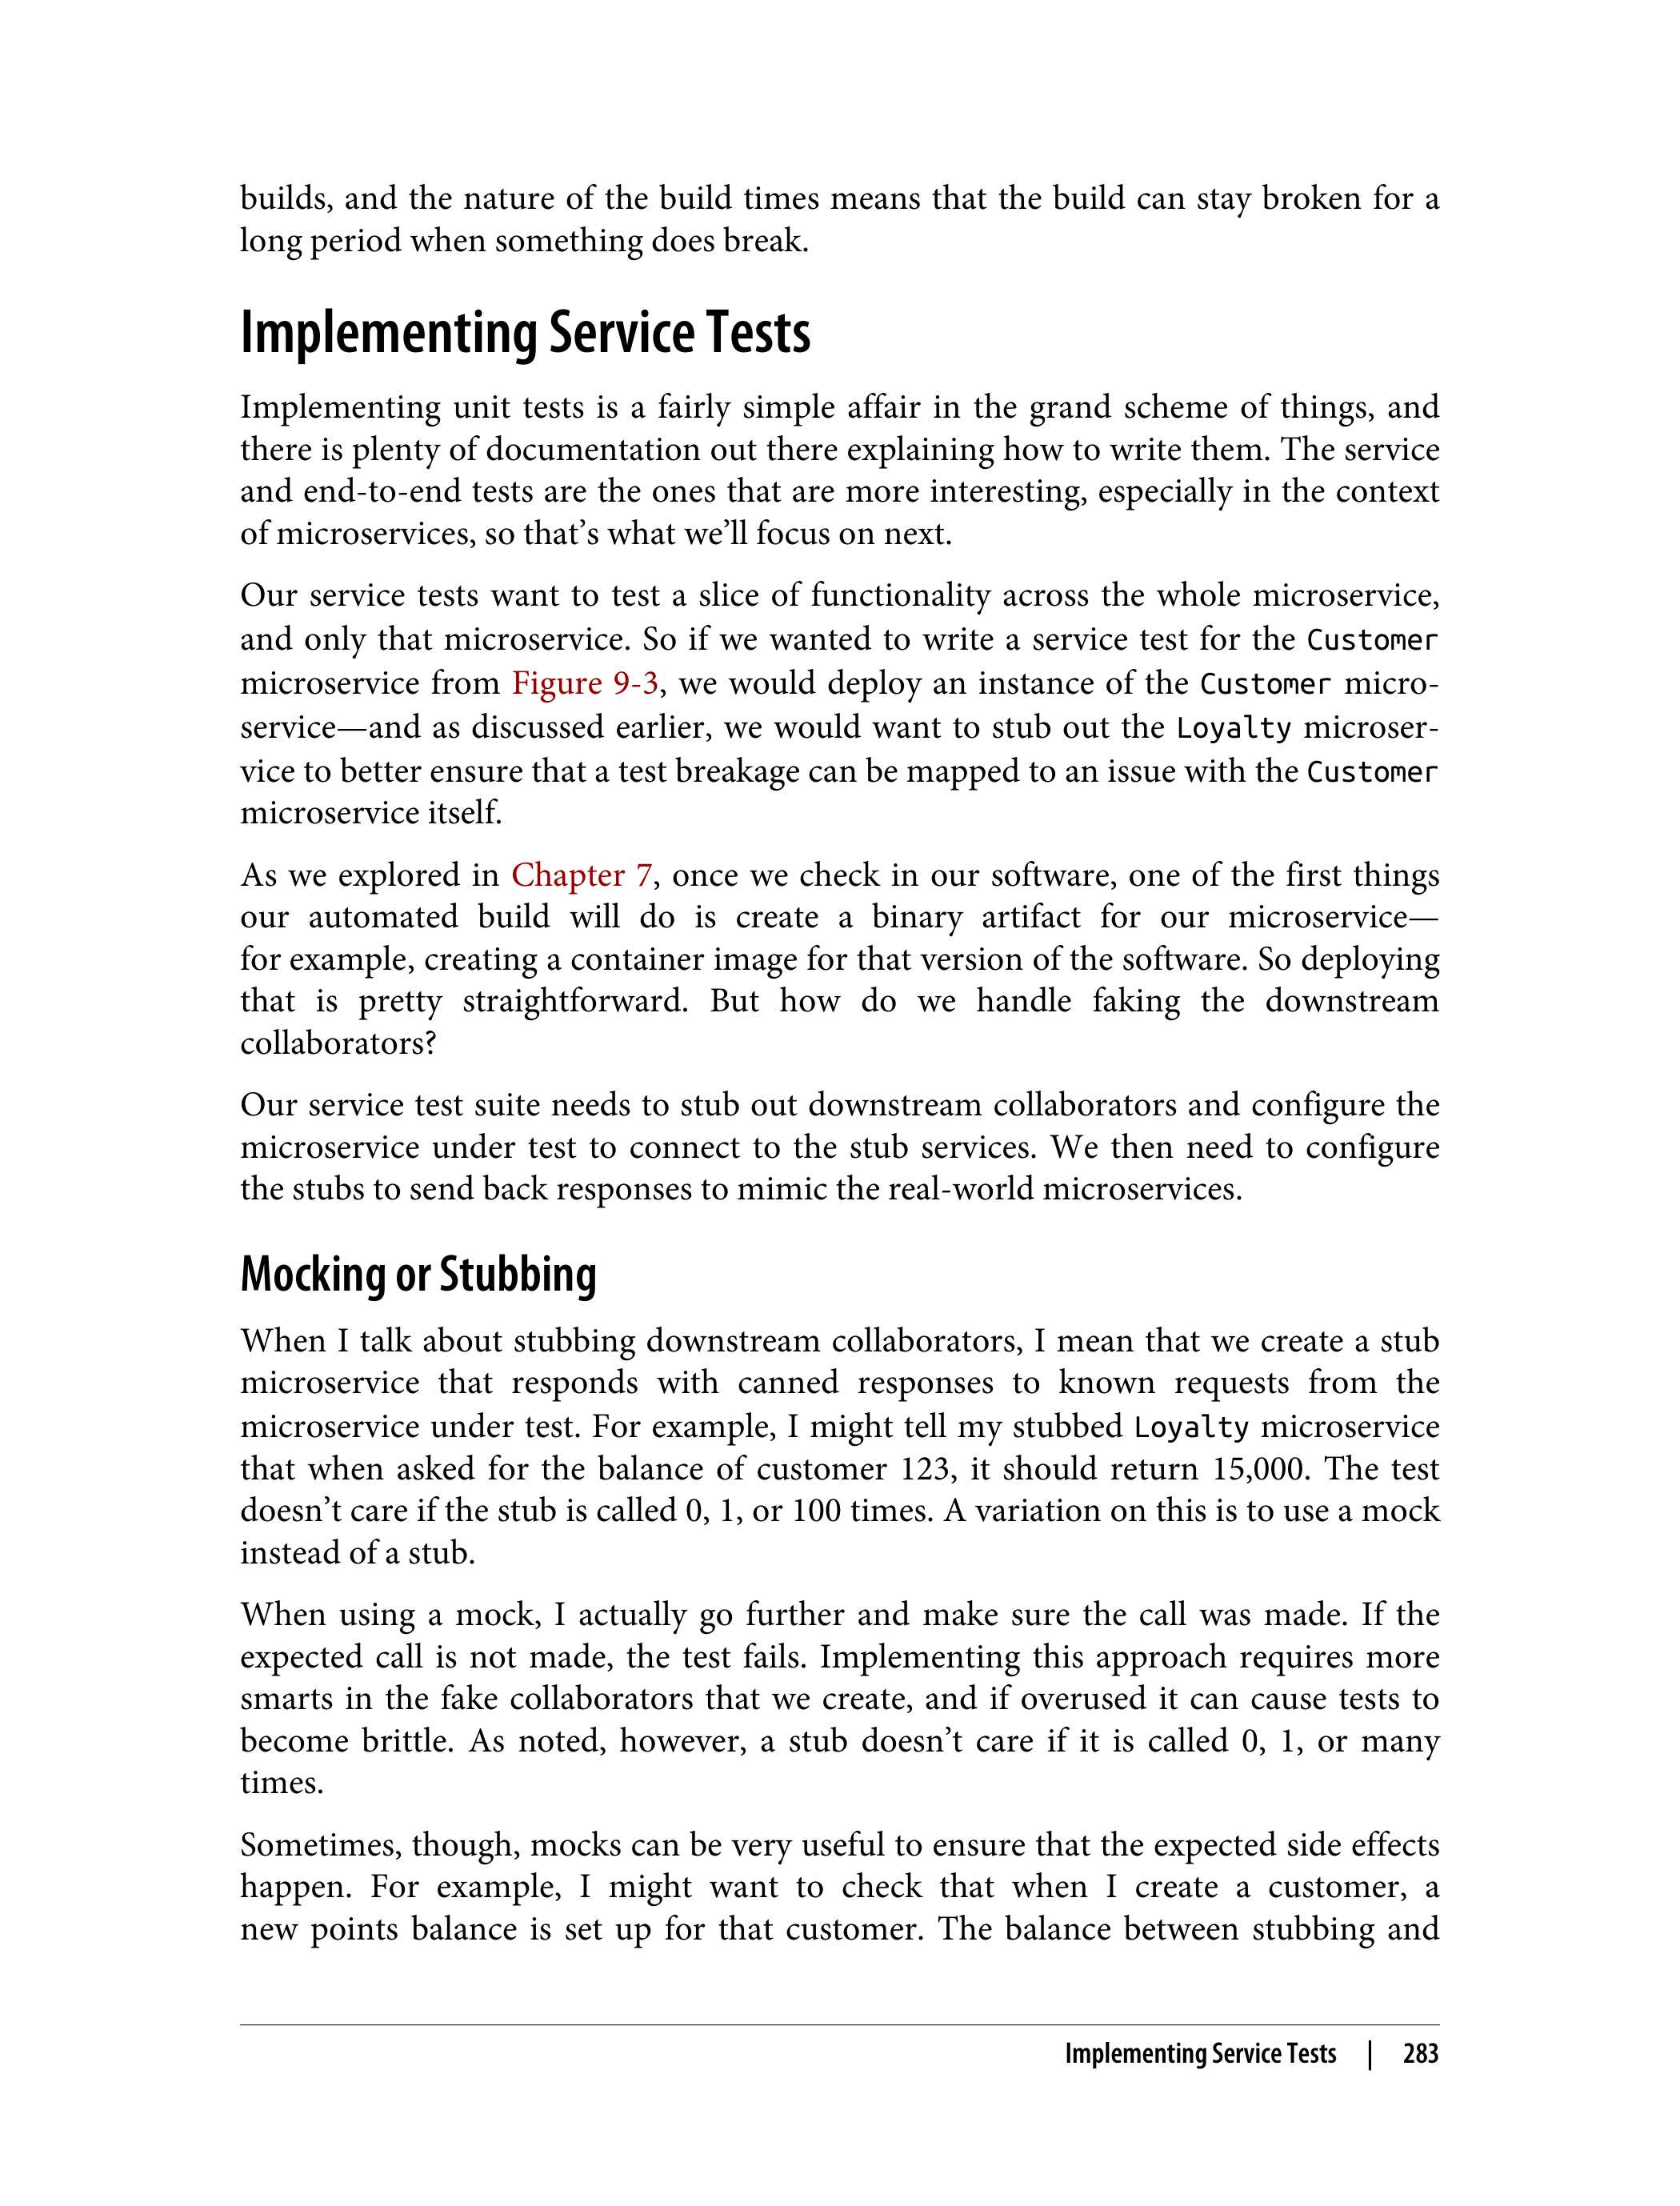 builds, and the nature of the build times means that the build can stay broken for a
long period when something does break.
Implementing Service Tests
Implementing unit tests is a fairly simple affair in the grand scheme of things, and
there is plenty of documentation out there explaining how to write them. The service
and end-to-end tests are the ones that are more interesting, especially in the context
of microservices, so that’s what we’ll focus on next.
Our service tests want to test a slice of functionality across the whole microservice,
and only that microservice. So if we wanted to write a service test for the Customer
microservice from Figure 9-3, we would deploy an instance of the Customer micro-
service—and as discussed earlier, we would want to stub out the Loyalty microser-
vice to better ensure that a test breakage can be mapped to an issue with the Customer
microservice itself.
As we explored in Chapter 7, once we check in our software, one of the first things
our automated build will do is create a binary artifact for our microservice—
for example, creating a container image for that version of the software. So deploying
that is pretty straightforward. But how do we handle faking the downstream
collaborators?
Our service test suite needs to stub out downstream collaborators and configure the
microservice under test to connect to the stub services. We then need to configure
the stubs to send back responses to mimic the real-world microservices.
Mocking or Stubbing
When I talk about stubbing downstream collaborators, I mean that we create a stub
microservice that responds with canned responses to known requests from the
microservice under test. For example, I might tell my stubbed Loyalty microservice
that when asked for the balance of customer 123, it should return 15,000. The test
doesn’t care if the stub is called 0, 1, or 100 times. A variation on this is to use a mock
instead of a stub.
When using a mock, I actually go further and make sure the call was made. If the
expected call is not made, the test fails. Implementing this approach requires more
smarts in the fake collaborators that we create, and if overused it can cause tests to
become brittle. As noted, however, a stub doesn’t care if it is called 0, 1, or many
times.
Sometimes, though, mocks can be very useful to ensure that the expected side effects
happen. For example, I might want to check that when I create a customer, a
new points balance is set up for that customer. The balance between stubbing and
Implementing Service Tests | 283